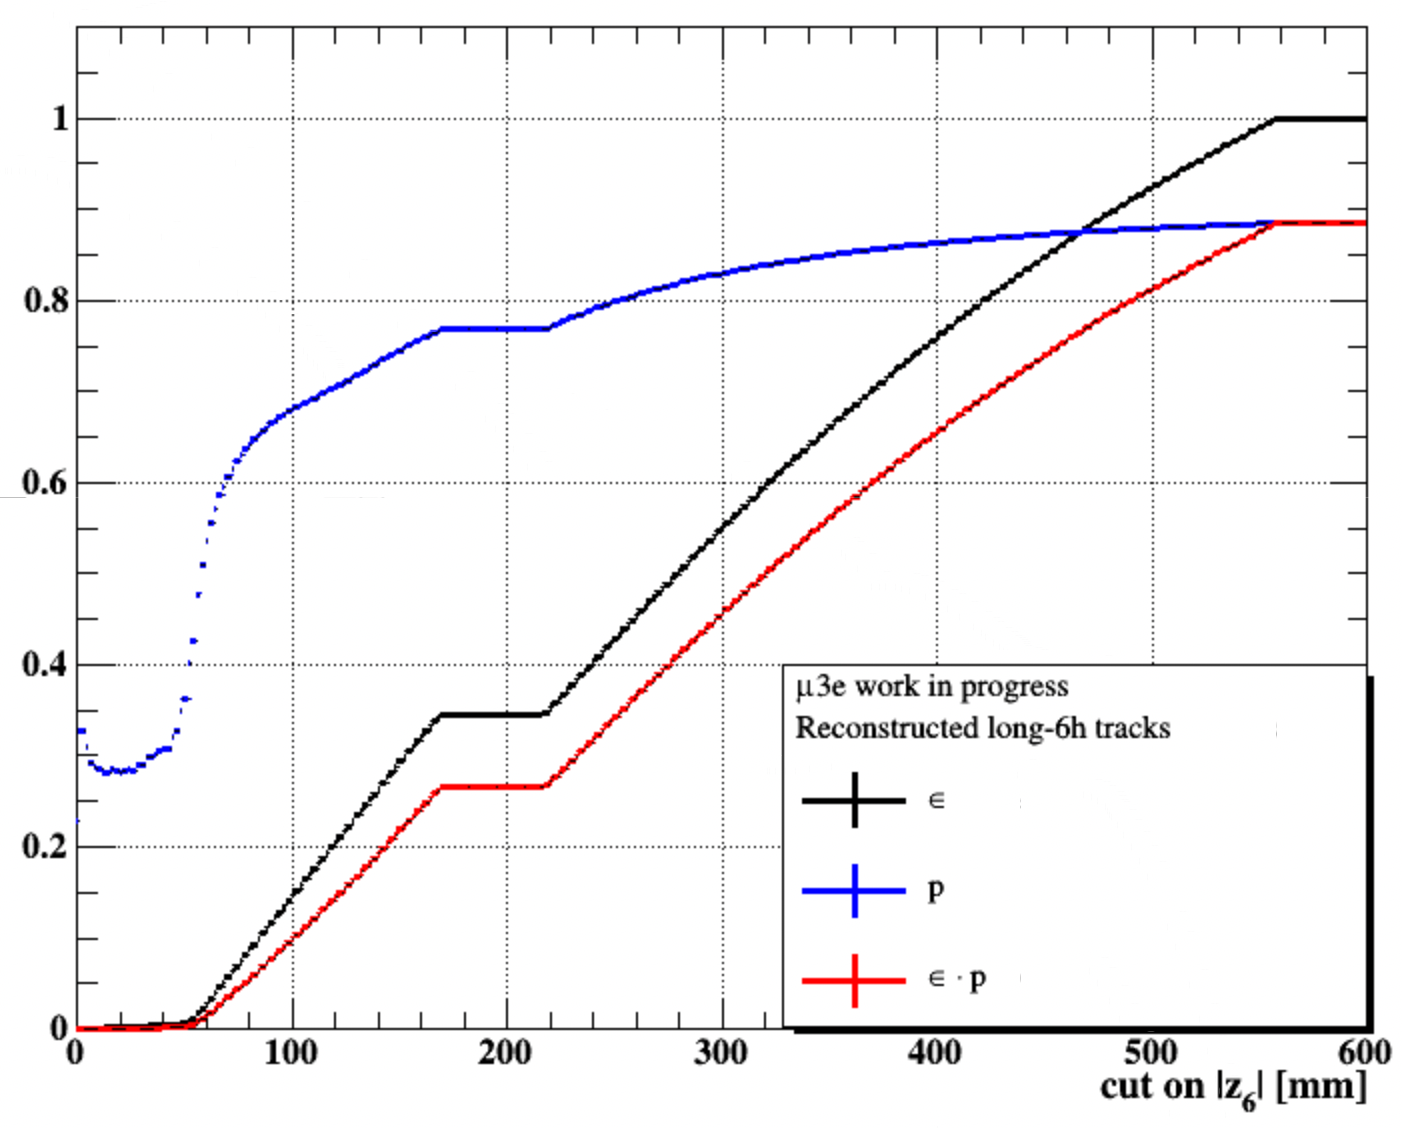 1
0.8
0.6
0.4
0.2
0
0 100 200 300 400 500 600
cut on |z6| [mm]
μ3e work in progress
Reconstructed long-6h tracks
∈
p
∈ · p